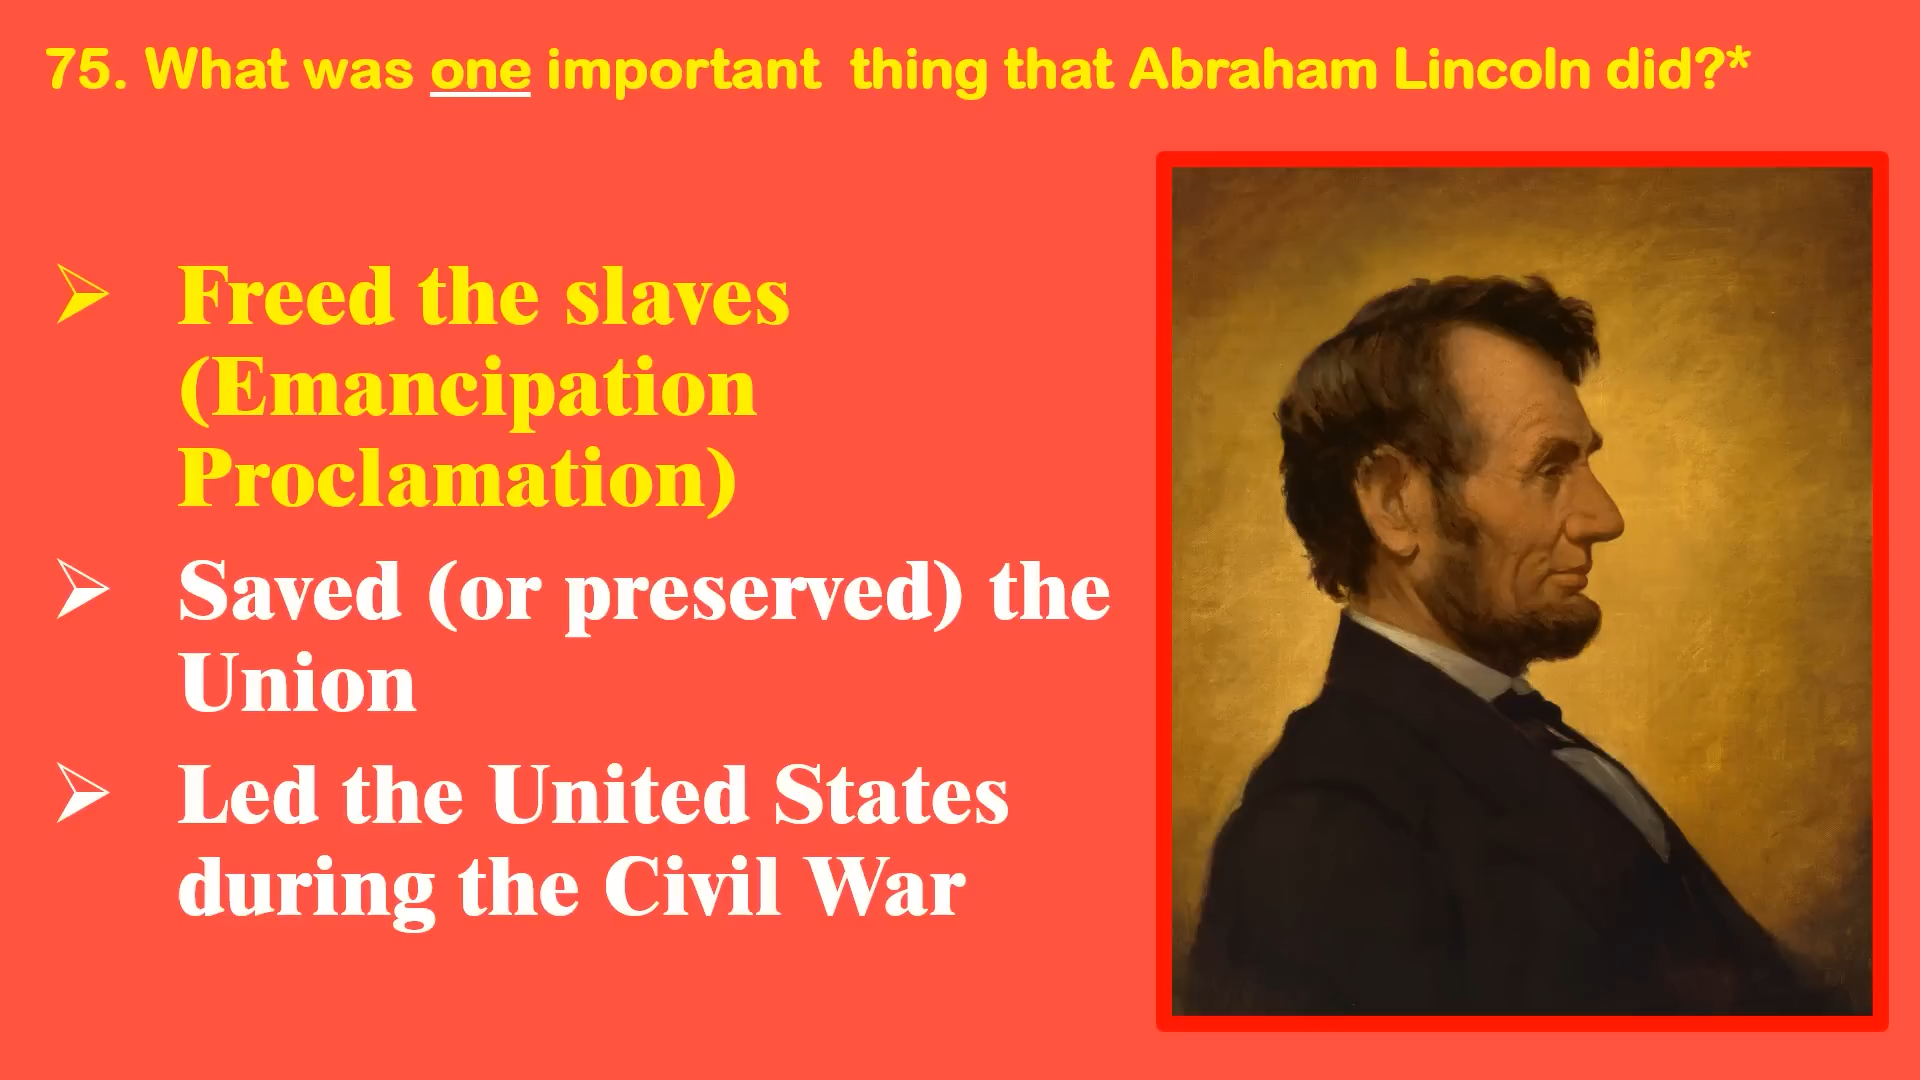 75. What was one important  thing that Abraham Lincoln did?*
Freed the slaves
(Emancipation
Proclamation)
Saved (or preserved) the
Union
Led the United States
during the Civil War